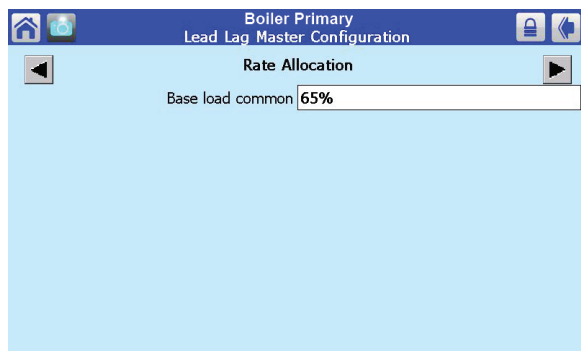 Boiler Primary
Lead Lag Master Configuration
Rate Allocation
Base load common 65%